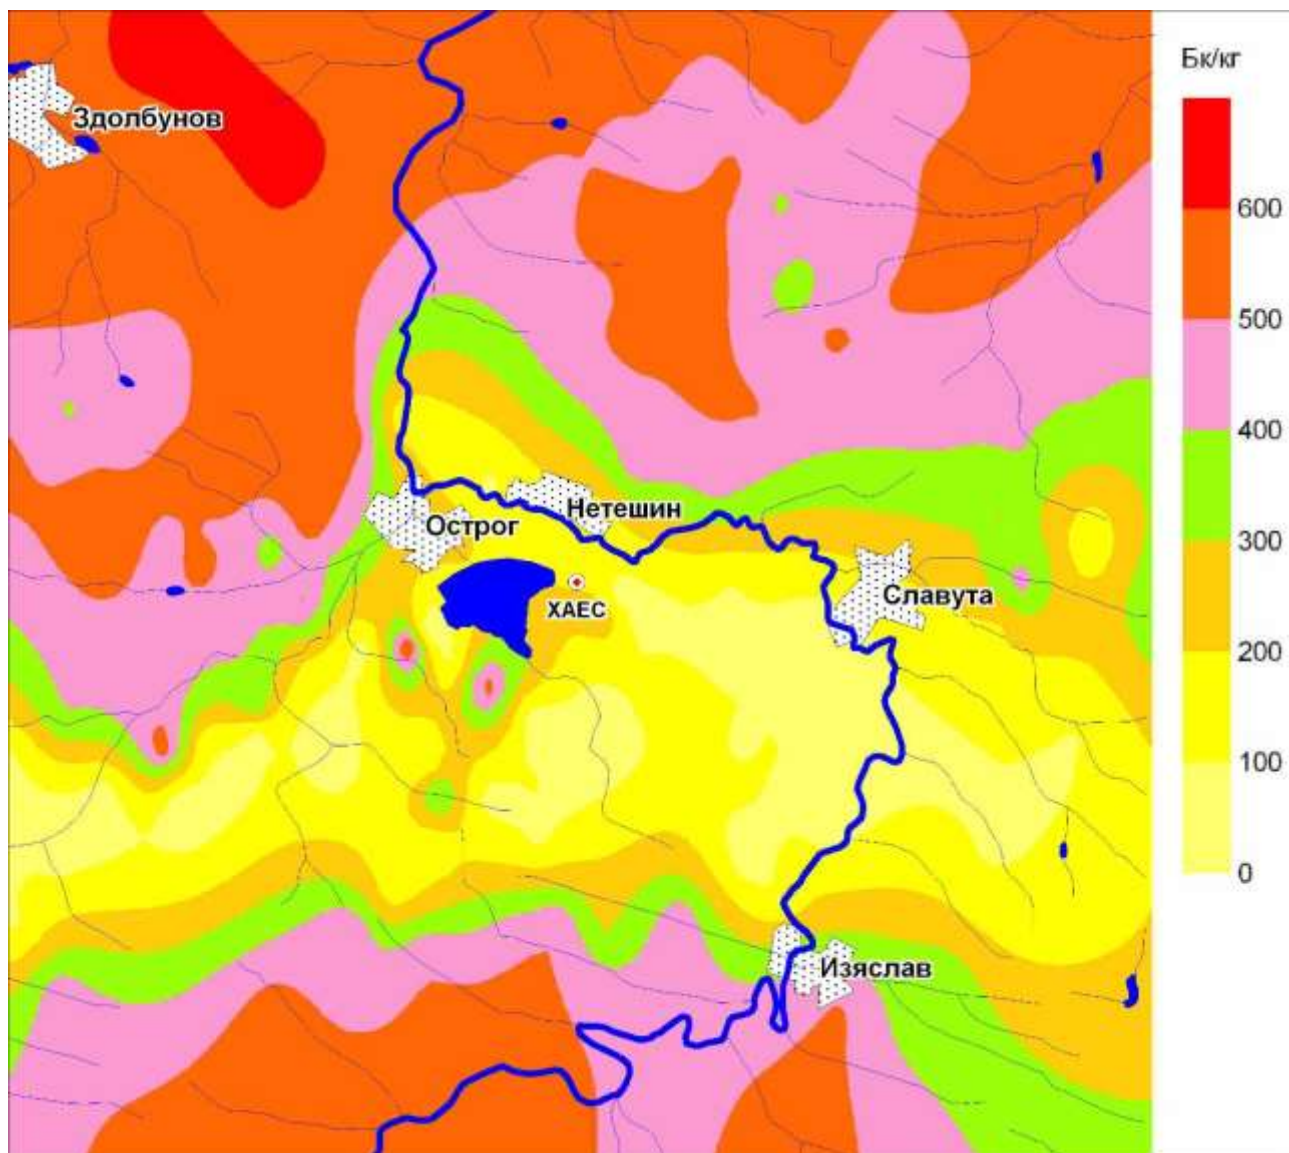 Бк/кг
Здолбунов
600
500
400
Нетешин
Острог
300
ХАЕС
Славута
200
100
0
Изяслав